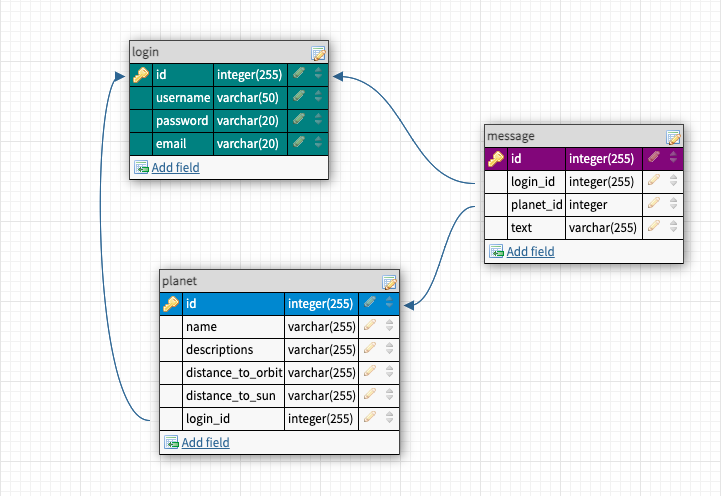 login
id integer(255)
username varchar(50)
password varchar(20)
email varchar(20)
Add field
message
id integer(255)
login_id integer(255)
planet_id integer
text varchar(255)
Add field
planet
id integer(255)
name varchar(255)
descriptions varchar(255)
distance_to_orbit varchar(255)
distance_to_sun varchar(255)
login_id integer(255)
Add field